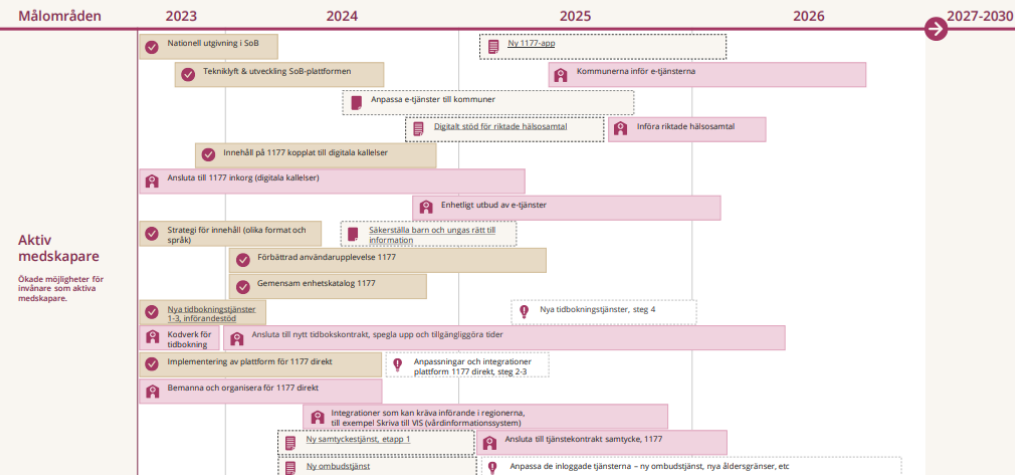 Målområden 2023 2024 2025 2026 2027-2030
Nationell utgivning i SoB
Ny 1177-app
Tekniklyft & utveckling SoB-plattformen
Kommunerna inför e-tjänsterna
Anpassa e-tjänster till kommuner
Digitalt stöd för riktade hälsosamtal
Införa riktade hälsosamtal
Innehåll på 1177 kopplat till digitala kallelser
Ansluta till 1177 inkorg (digitala kallelser)
Enhetligt utbud av e-tjänster
Aktiv
medskapare
Ökade möjligheter för
invånare som aktiva
medskapare.
Strategi för innehåll (olika format och
språk)
Säkerställa barn och ungas rätt till
information
Förbättrad användarupplevelse 1177
Gemensam enhetskatalog 1177
Nya tidbokningstjänster
1-3, införandestöd
Nya tidbokningstjänster, steg 4
Kodverk för
tidbokning
Ansluta till nytt tidbokskontrakt, spegla upp och tillgängliggöra tider
Implementering av plattform för 1177 direkt
Anpassningar och integrationer
plattform 1177 direkt, steg 2-3
Bemanna och organisera för 1177 direkt
Integrationer som kan kräva införande i regionerna,
till exempel Skriva till VIS (vårdinformationssystem)
Ny samtyckestjänst, etapp 1
Ansluta till tjänstekontrakt samtycke, 1177
Ny ombudstjänst
Anpassa de inloggade tjänsterna – ny ombudstjänst, nya åldersgränser, etc